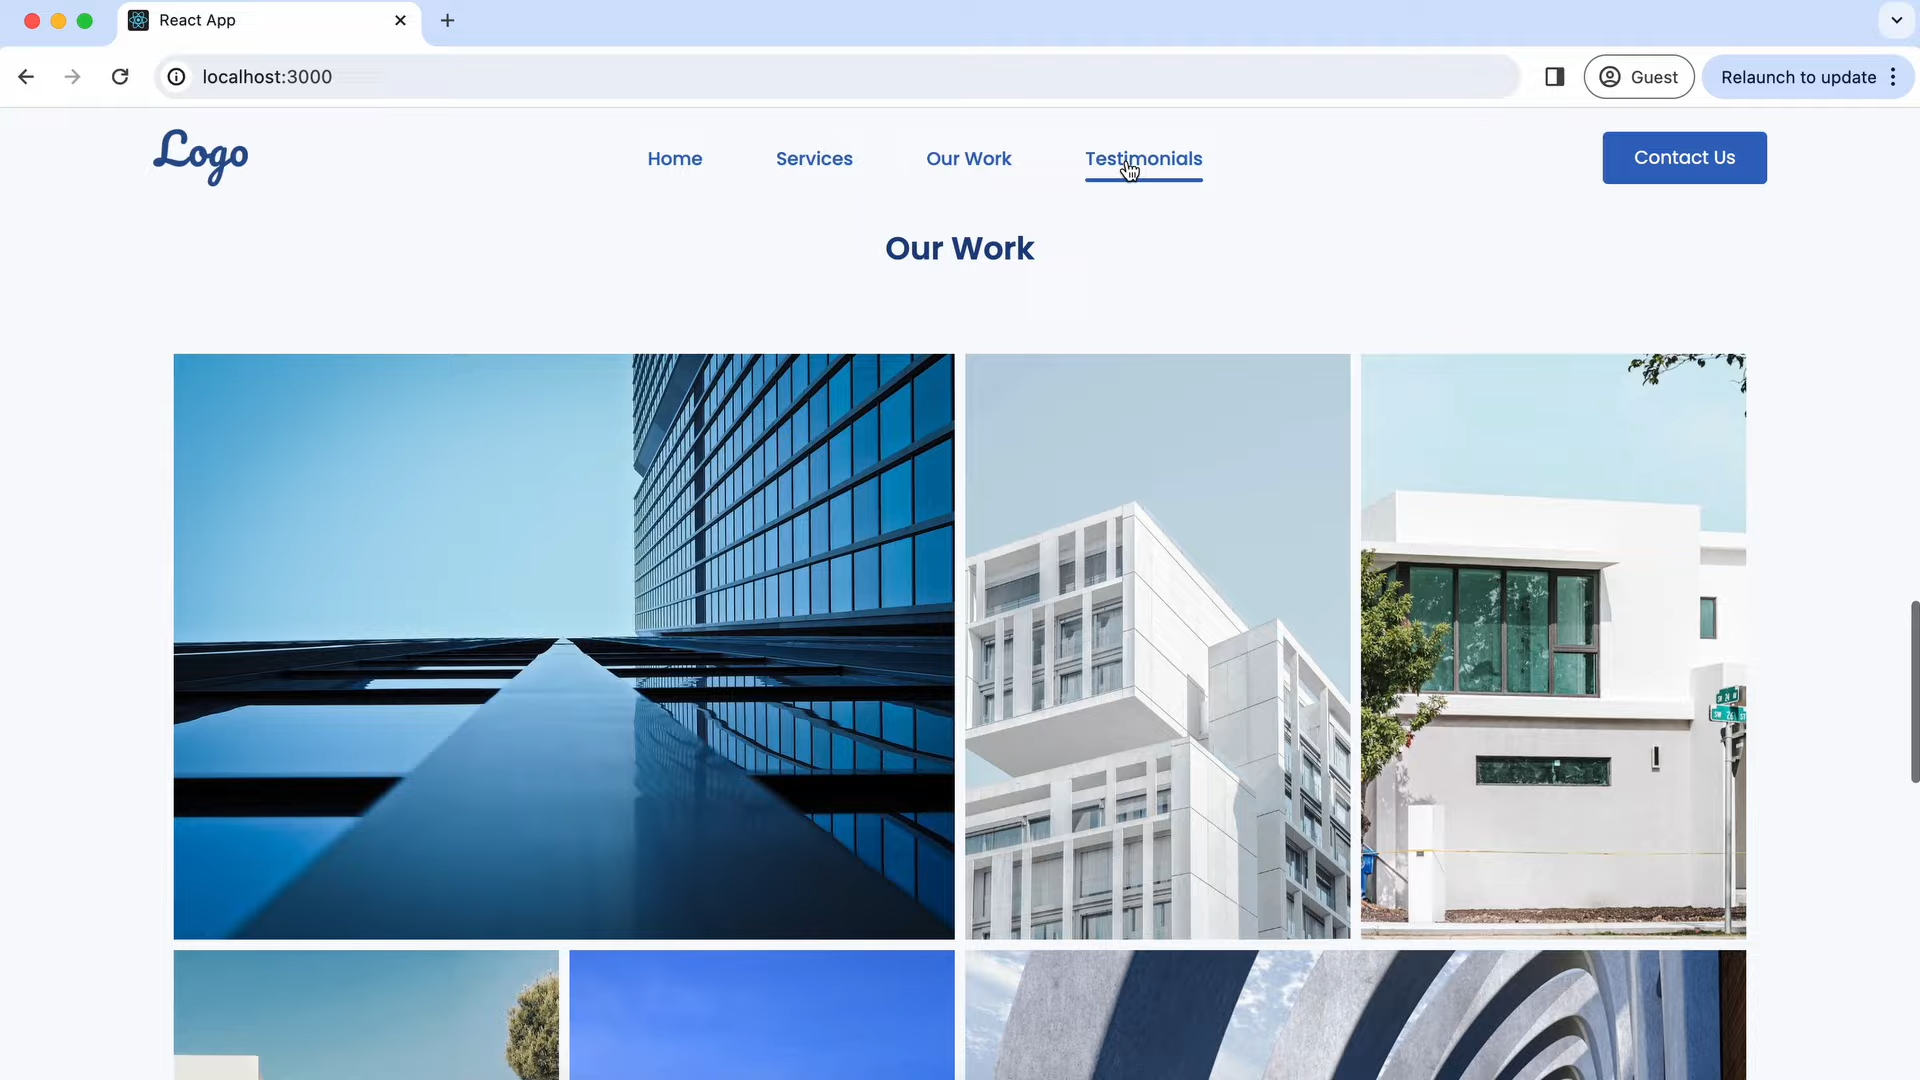 React App
localhost:3000
Guest
Relaunch to update
Logo
Home
Services
Our Work
Testimonials
Contact Us
Our Work